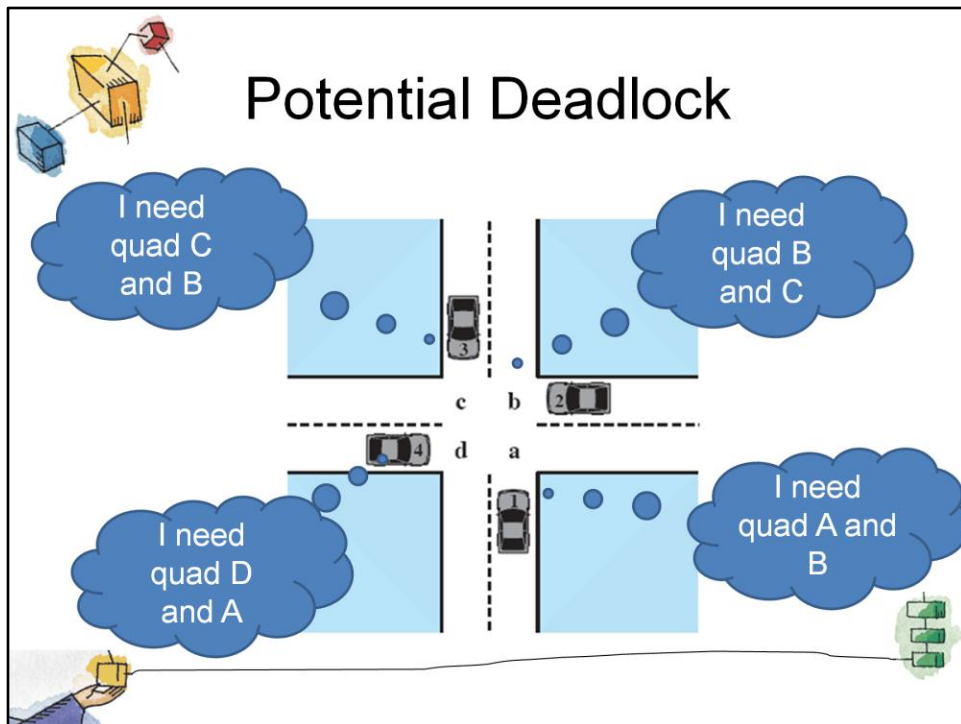 Potential Deadlock
I need
quad C
and B
I need
quad B
and C
3
c b
2
4
d a
1
I need
quad D
and A
I need
quad A and
B